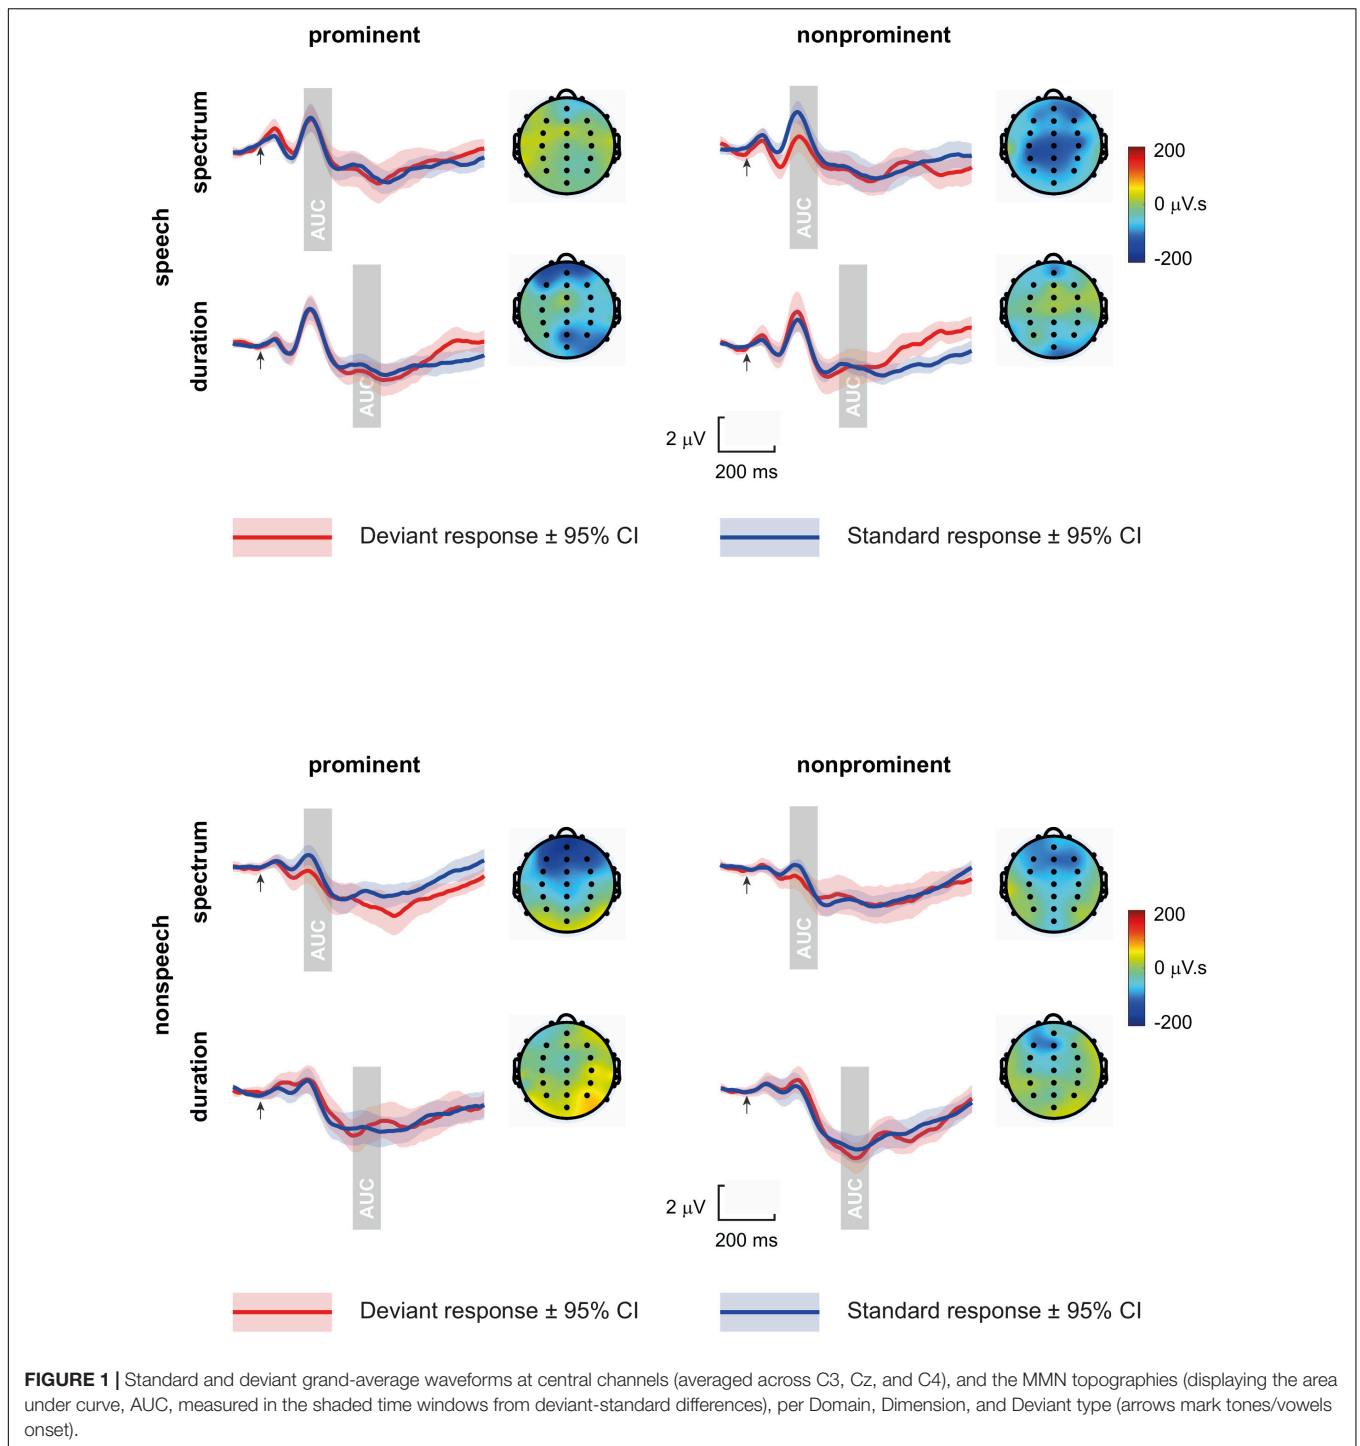 prominent
nonprominent
speech
spectrum
AUC
AUC
200
0 μV.s
-200
duration
AUC
AUC
2 μV
200 ms
Deviant response ± 95% CI
Standard response ± 95% CI
prominent
nonprominent
nonspeech
spectrum
AUC
AUC
200
0 μV.s
-200
duration
AUC
AUC
2 μV
200 ms
Deviant response ± 95% CI
Standard response ± 95% CI
FIGURE 1 | Standard and deviant grand-average waveforms at central channels (averaged across C3, Cz, and C4), and the MMN topographies (displaying the area
under curve, AUC, measured in the shaded time windows from deviant-standard differences), per Domain, Dimension, and Deviant type (arrows mark tones/vowels
onset).